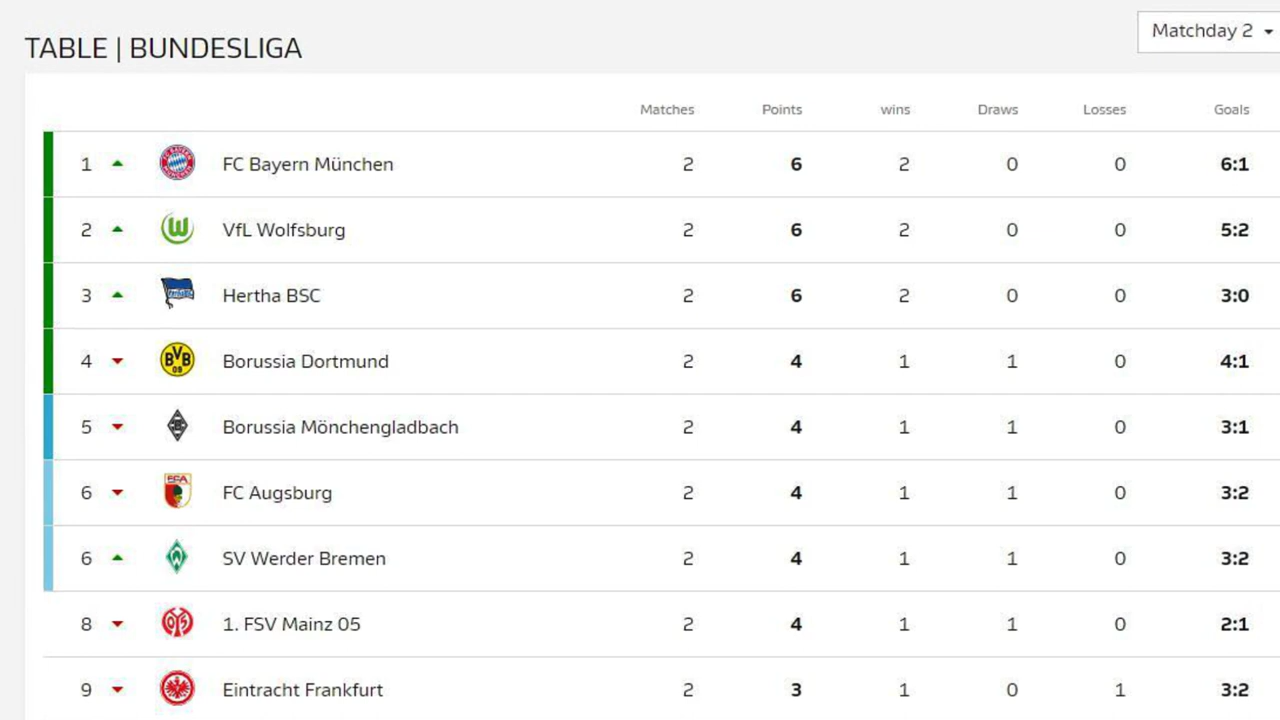 Matchday 2
TABLE | BUNDESLIGA
Matches Points wins Draws Losses Goals
1 FC Bayern München 2 6 2 0 0 6:1
2 VfL Wolfsburg 2 6 2 0 0 5:2
3 Hertha BSC 2 6 2 0 0 3:0
4 BVB 09 Borussia Dortmund 2 4 1 1 0 4:1
5 Borussia Mönchengladbach 2 4 1 1 0 3:1
6 FCA FC Augsburg 2 4 1 1 0 3:2
6 SV Werder Bremen 2 4 1 1 0 3:2
8 1. FSV Mainz 05 2 4 1 1 0 2:1
9 Eintracht Frankfurt 2 3 1 0 1 3:2